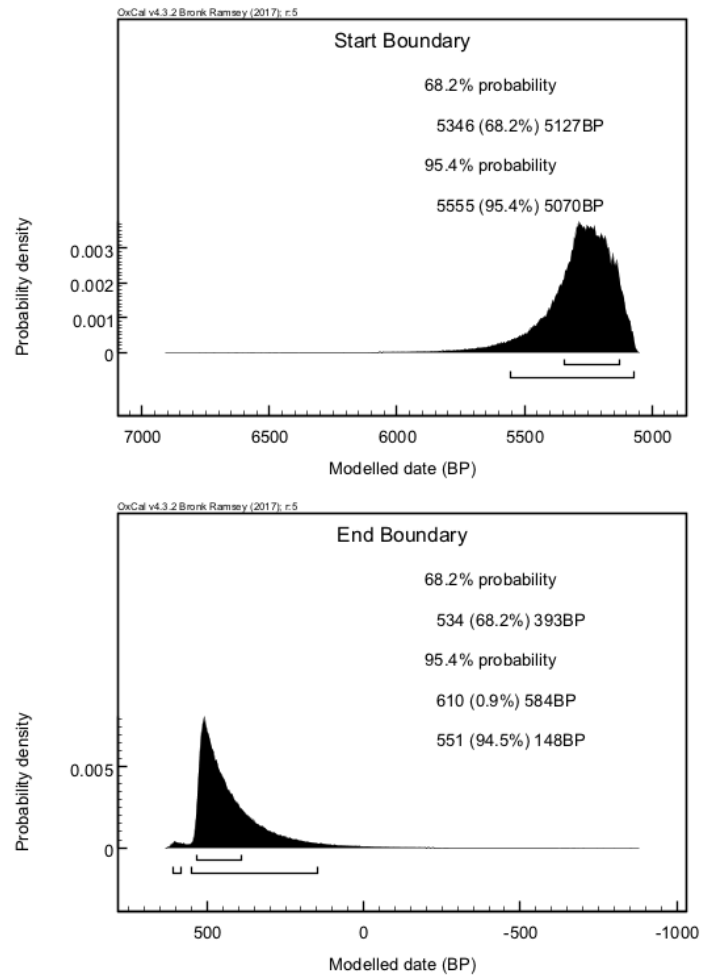 OxCal v4.3.2 Bronk Ramsey (2017); r:5
Start Boundary
68.2% probability
5346 (68.2%) 5127BP
95.4% probability
5555 (95.4%) 5070BP
Probability density
0.003
0.002
0.001
0
7000 6500 6000 5500 5000
Modelled date (BP)
OxCal v4.3.2 Bronk Ramsey (2017); r:5
End Boundary
68.2% probability
534 (68.2%) 393BP
95.4% probability
610 (0.9%) 584BP
551 (94.5%) 148BP
Probability density
0.005
0
500 0 -500 -1000
Modelled date (BP)